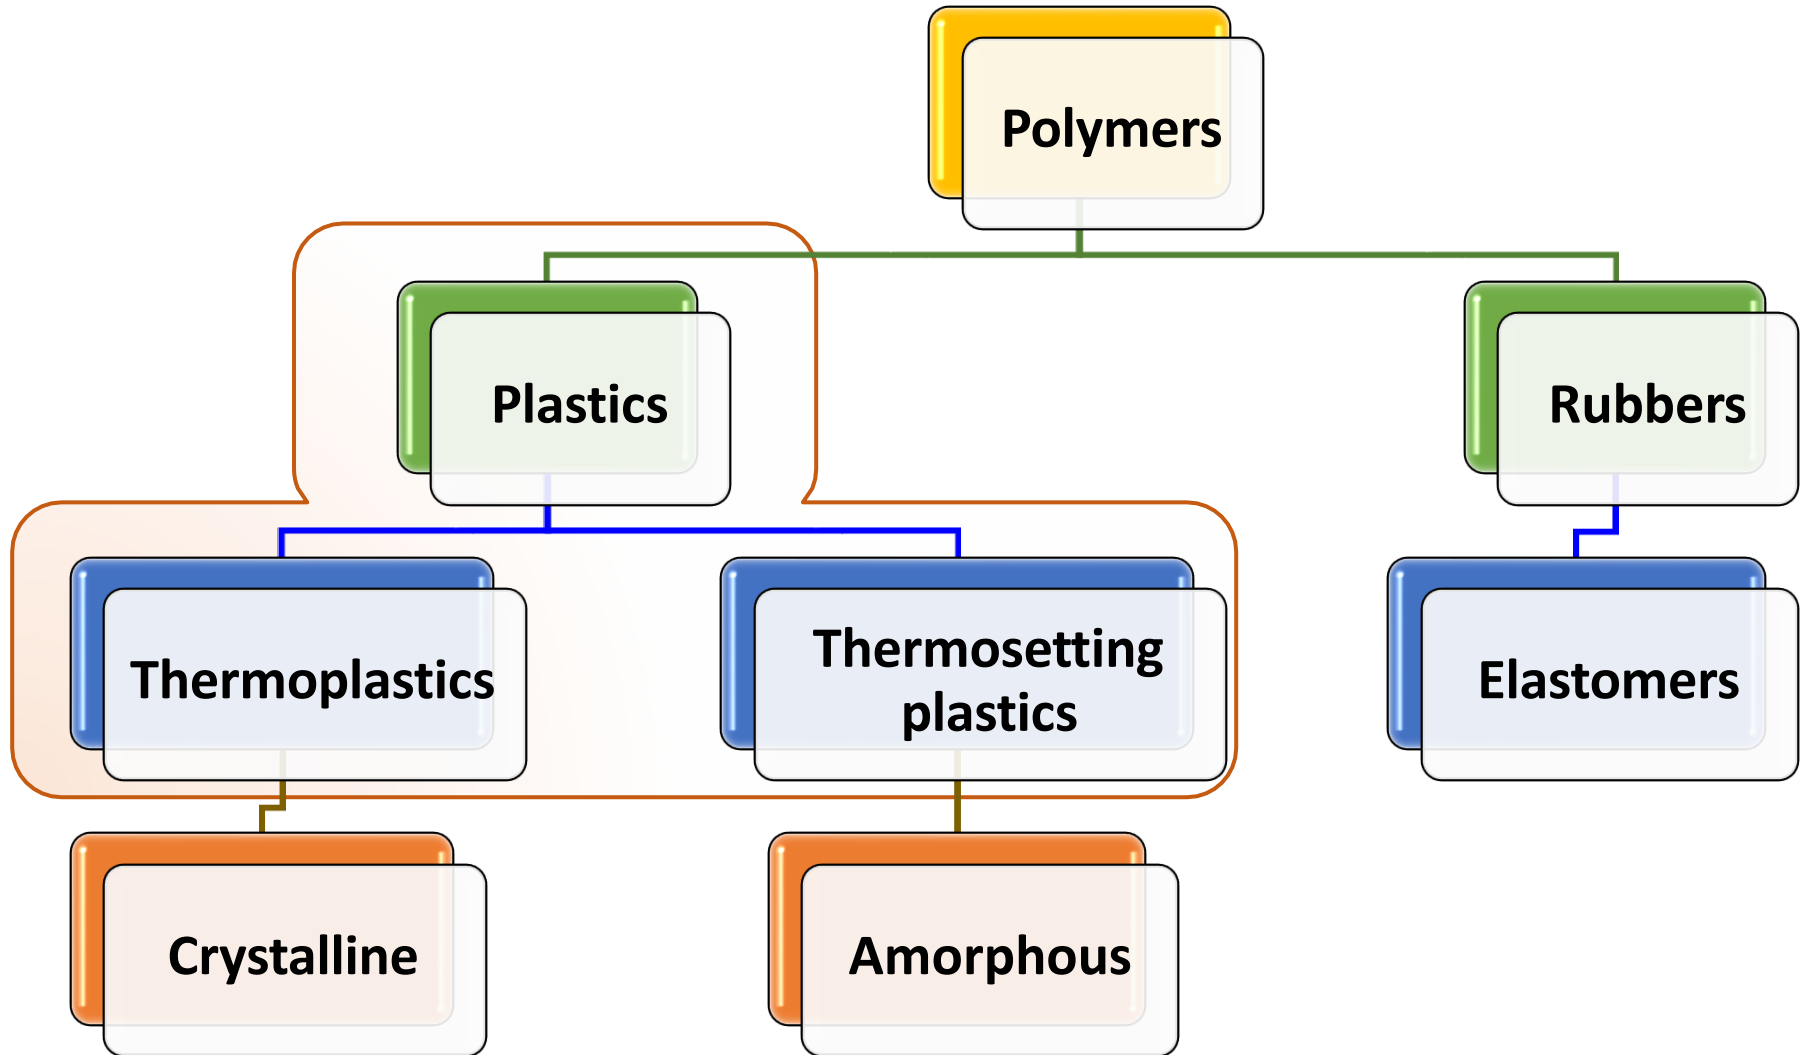 Polymers
Plastics
Rubbers
Thermoplastics
Thermosetting
plastics
Elastomers
Crystalline
Amorphous